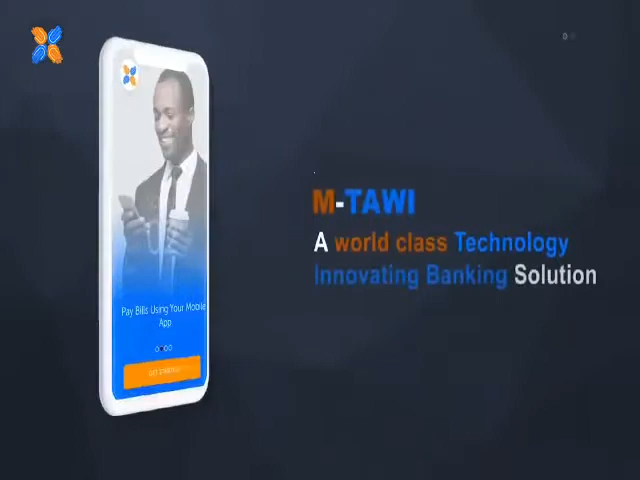 M-TAWI
A world class Technology
Innovating Banking Solution
Pay Bills Using Your Mobile
App